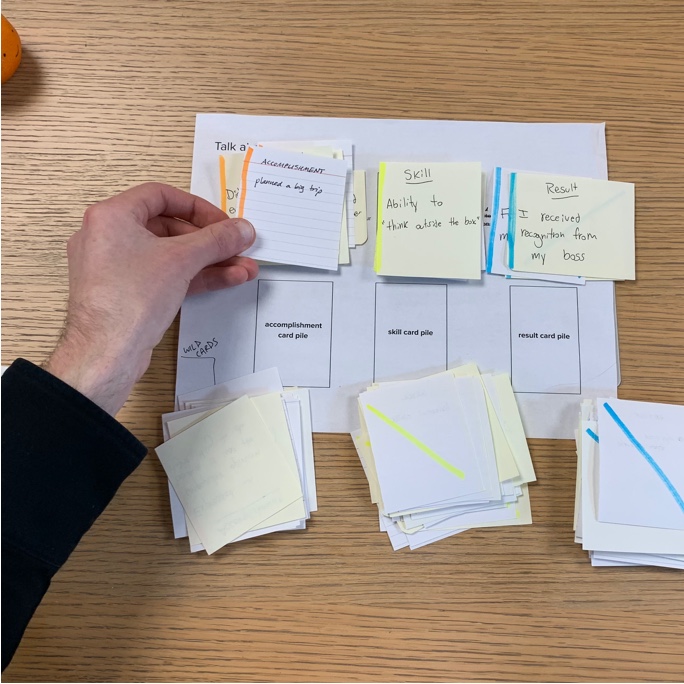 Talk a
ACCOMPLISHMENT
planned a big trip
Skill
Ability to
"think outside the box"
Result
I received
recognition from
my boss
WILD
CARDS
accomplishment
card pile
skill card pile
result card pile